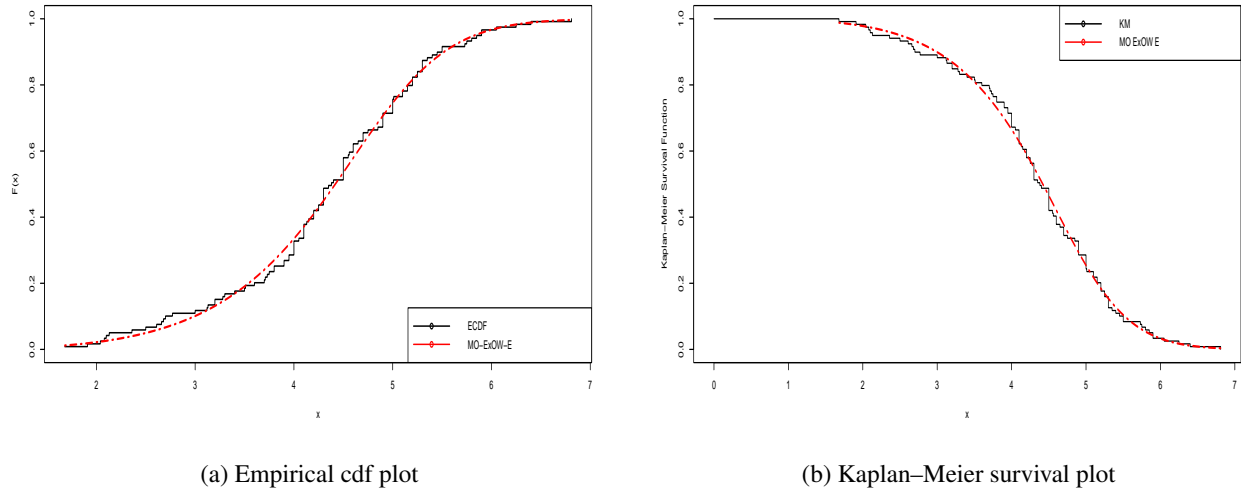 F(x)
1.0
0.8
0.6
0.4
0.2
0.0
ECDF
MO−ExOW−E
2
3
4
5
6
7
x
(a) Empirical cdf plot
Kaplan−Meier Survival Function
1.0
0.8
0.6
0.4
0.2
0.0
KM
MO ExOW E
0
1
2
3
4
5
6
7
x
(b) Kaplan–Meier survival plot